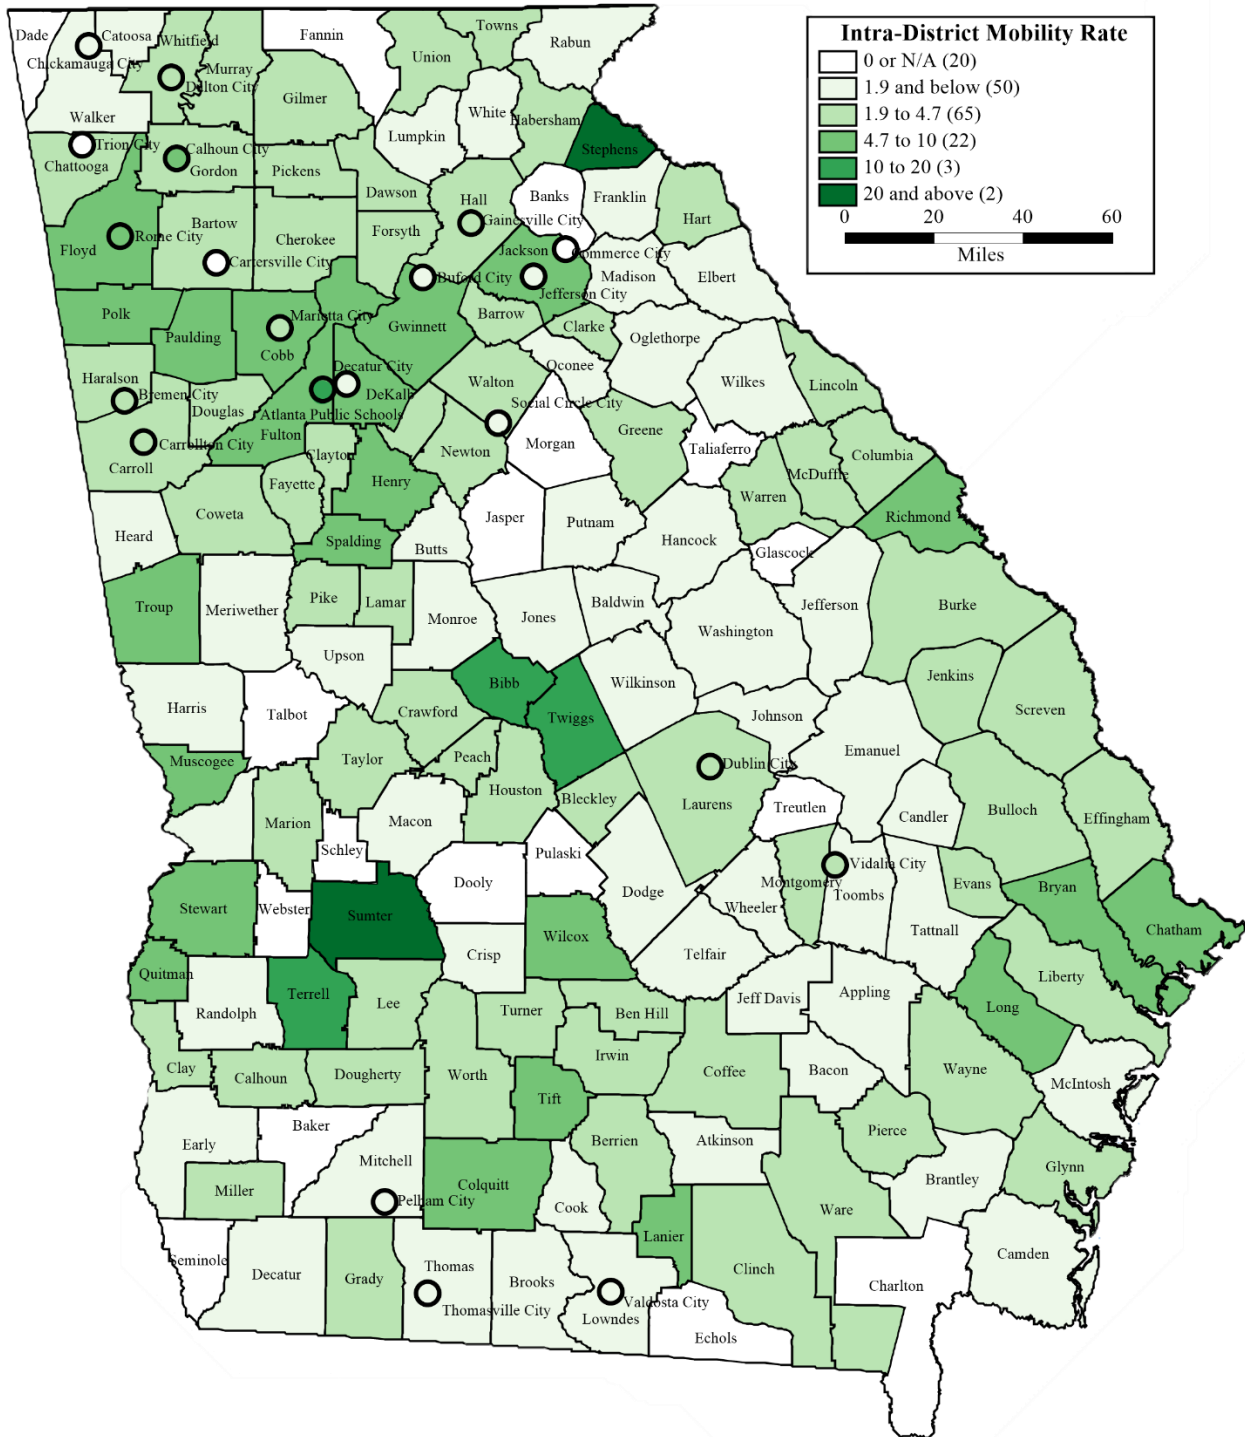 Intra-District Mobility Rate
0 or N/A (20)
1.9 and below (50)
1.9 to 4.7 (65)
4.7 to 10 (22)
10 to 20 (3)
20 and above (2)
0 20 40 60
Miles
Dade
Catoosa
Whitfield
Fannin
Towns
Rabun
Union
Chickamauga City
Murray
Dalton City
Gilmer
Walker
White
Lumpkin
Habersham
Stephens
Trion City
Calhoun City
Chattooga
Gordon
Pickens
Dawson
Hall
Banks
Franklin
Hart
Gainesville City
Bartow
Forsyth
Cherokee
Rome City
Floyd
Jackson
Commerce City
Cartersville City
Buford City
Madison
Elbert
Jefferson City
Polk
Marietta City
Paulding
Gwinnett
Barrow
Clarke
Oglethorpe
Cobb
Decatur City
Oconee
Haralson
Walton
Wilkes
Lincoln
Bremen City
DeKalb
Douglas
Social Circle City
Atlanta Public Schools
Fulton
Greene
Carrollton City
Morgan
Taliaferro
Columbia
Clayton
Newton
Carroll
McDuffie
Henry
Fayette
Warren
Coweta
Jasper
Putnam
Richmond
Heard
Spalding
Butts
Hancock
Glascock
Troup
Meriwether
Pike
Lamar
Baldwin
Jefferson
Burke
Monroe
Jones
Washington
Upson
Bibb
Wilkinson
Jenkins
Harris
Talbot
Crawford
Twiggs
Johnson
Screven
Emanuel
Muscogee
Taylor
Peach
Dublin City
Houston
Bleckley
Laurens
Treutlen
Bulloch
Marion
Macon
Candler
Effingham
Schley
Pulaski
Vidalia City
Dooly
Dodge
Montgomery
Evans
Bryan
Stewart
Webster
Sumter
Wheeler
Toombs
Wilcox
Tattnall
Chatham
Crisp
Telfair
Quitman
Liberty
Terrell
Jeff Davis
Appling
Randolph
Lee
Turner
Ben Hill
Long
Irwin
Clay
Calhoun
Dougherty
Worth
Coffee
Bacon
Wayne
McIntosh
Tift
Baker
Early
Berrien
Atkinson
Pierce
Mitchell
Glynn
Miller
Colquitt
Brantley
Pelham City
Cook
Ware
Lanier
Seminole
Decatur
Grady
Thomas
Brooks
Clinch
Camden
Charlton
Thomasville City
Valdosta City
Lowndes
Echols